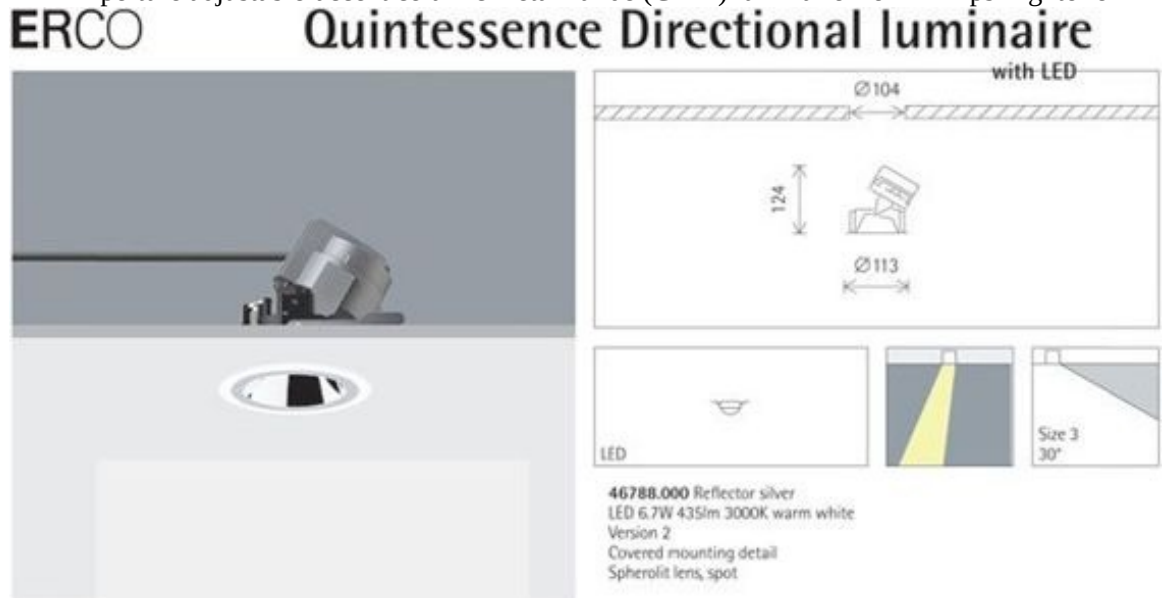 ERCO
Quintessence Directional luminaire
with LED
Ø104
124
Ø113
LED
Size 3
30°
46788.000 Reflector silver
LED 6.7W 435lm 3000K warm white
Version 2
Covered mounting detail
Spherolit lens, spot